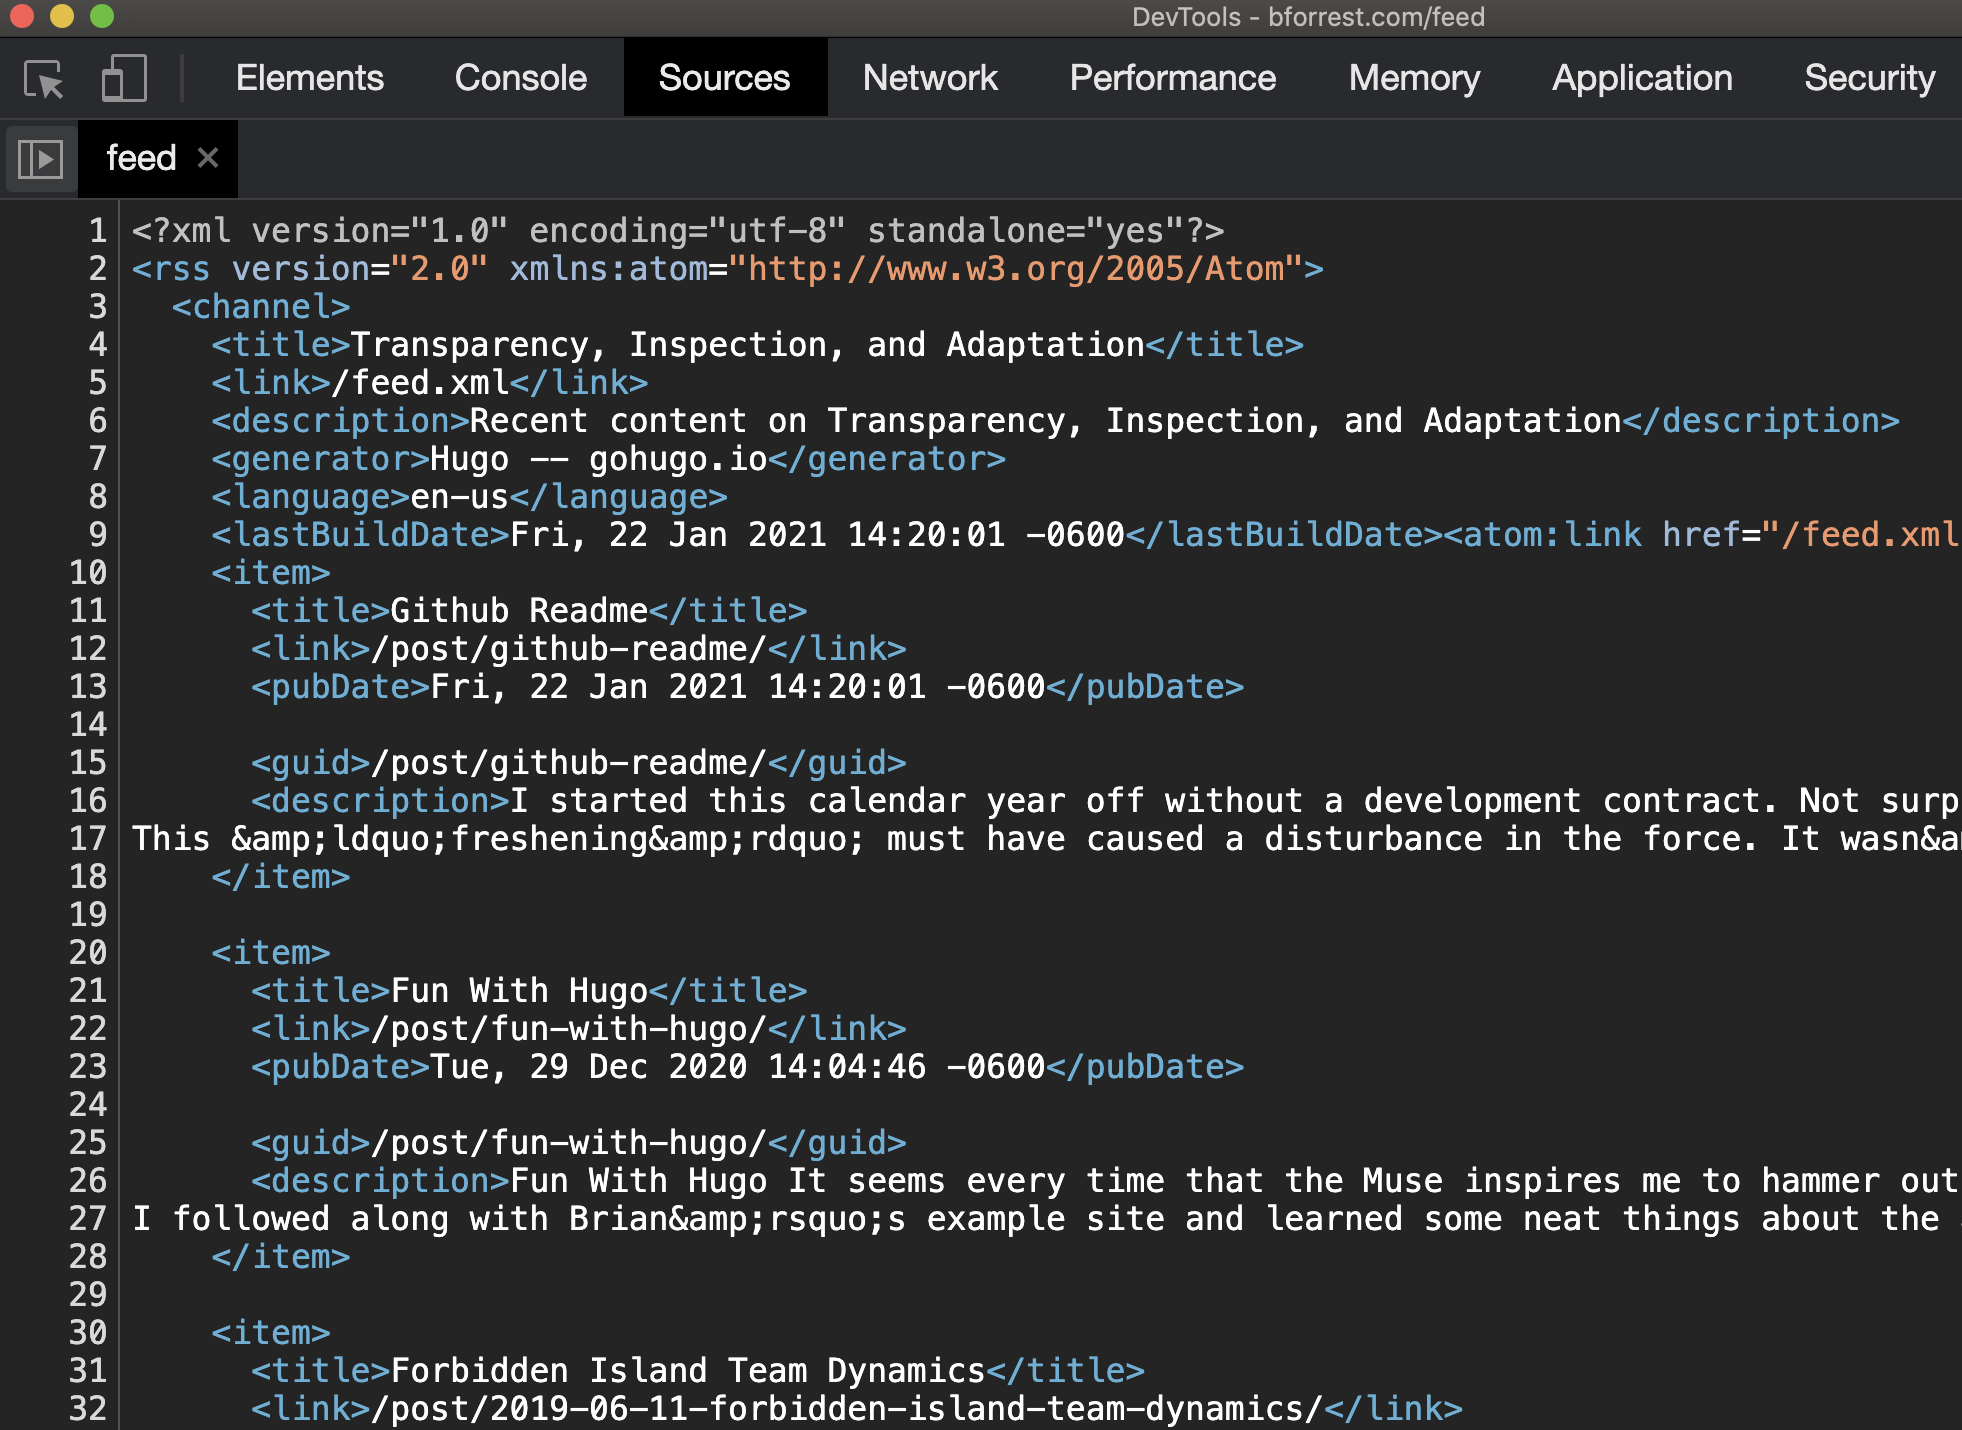 DevTools - bforrest.com/feed
Elements Console Sources Network Performance Memory Application Security
feed ×
1 <?xml version="1.0" encoding="utf-8" standalone="yes"?>
2 <rss version="2.0" xmlns:atom="http://www.w3.org/2005/Atom">
3 <channel>
4 <title>Transparency, Inspection, and Adaptation</title>
5 <link>/feed.xml</link>
6 <description>Recent content on Transparency, Inspection, and Adaptation</description>
7 <generator>Hugo -- gohugo.io</generator>
8 <language>en-us</language>
9 <lastBuildDate>Fri, 22 Jan 2021 14:20:01 -0600</lastBuildDate><atom:link href="/feed.xml
10 <item>
11 <title>Github Readme</title>
12 <link>/post/github-readme/</link>
13 <pubDate>Fri, 22 Jan 2021 14:20:01 -0600</pubDate>
14
15 <guid>/post/github-readme/</guid>
16 <description>I started this calendar year off without a development contract. Not surp
17 This &amp;ldquo;freshening&amp;rdquo; must have caused a disturbance in the force. It wasn&a
18 </item>
19
20 <item>
21 <title>Fun With Hugo</title>
22 <link>/post/fun-with-hugo/</link>
23 <pubDate>Tue, 29 Dec 2020 14:04:46 -0600</pubDate>
24
25 <guid>/post/fun-with-hugo/</guid>
26 <description>Fun With Hugo It seems every time that the Muse inspires me to hammer out
27 I followed along with Brian&amp;rsquo;s example site and learned some neat things about the
28 </item>
29
30 <item>
31 <title>Forbidden Island Team Dynamics</title>
32 <link>/post/2019-06-11-forbidden-island-team-dynamics/</link>